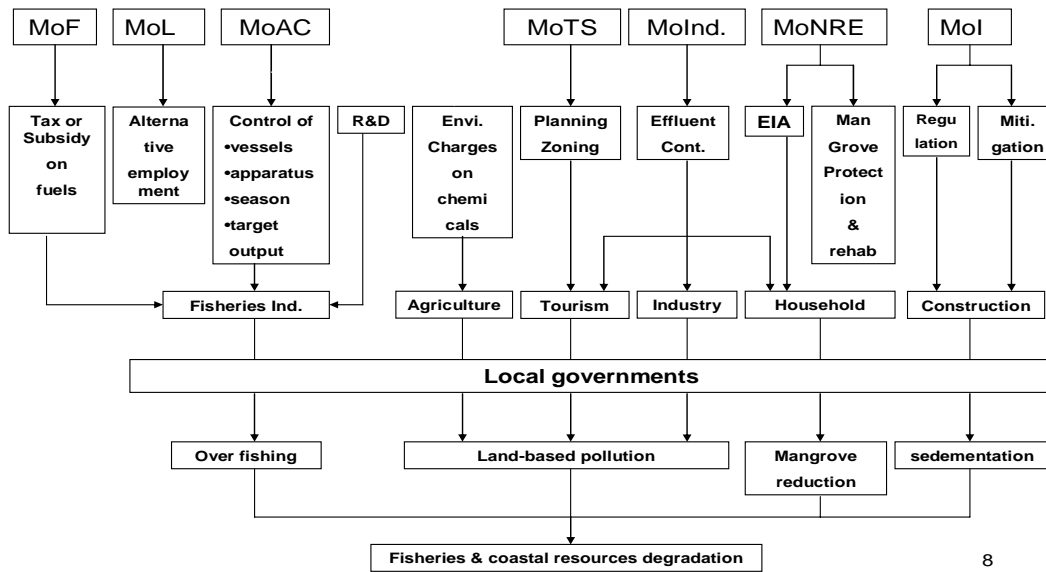 MoF
MoL
MoAC
MoTS
MoInd.
MoNRE
MoI
Tax or
Subsidy
on
fuels
Alterna
tive
employ
ment
Control of
•vessels
•apparatus
•season
•target
output
R&D
Envi.
Charges
on
chemi
cals
Planning
Zoning
Effluent
Cont.
EIA
Man
Grove
Protect
ion
&
rehab
Regu
lation
Miti.
gation
Fisheries Ind.
Agriculture
Tourism
Industry
Household
Construction
Local governments
Over fishing
Land-based pollution
Mangrove
reduction
sedementation
Fisheries & coastal resources degradation
8